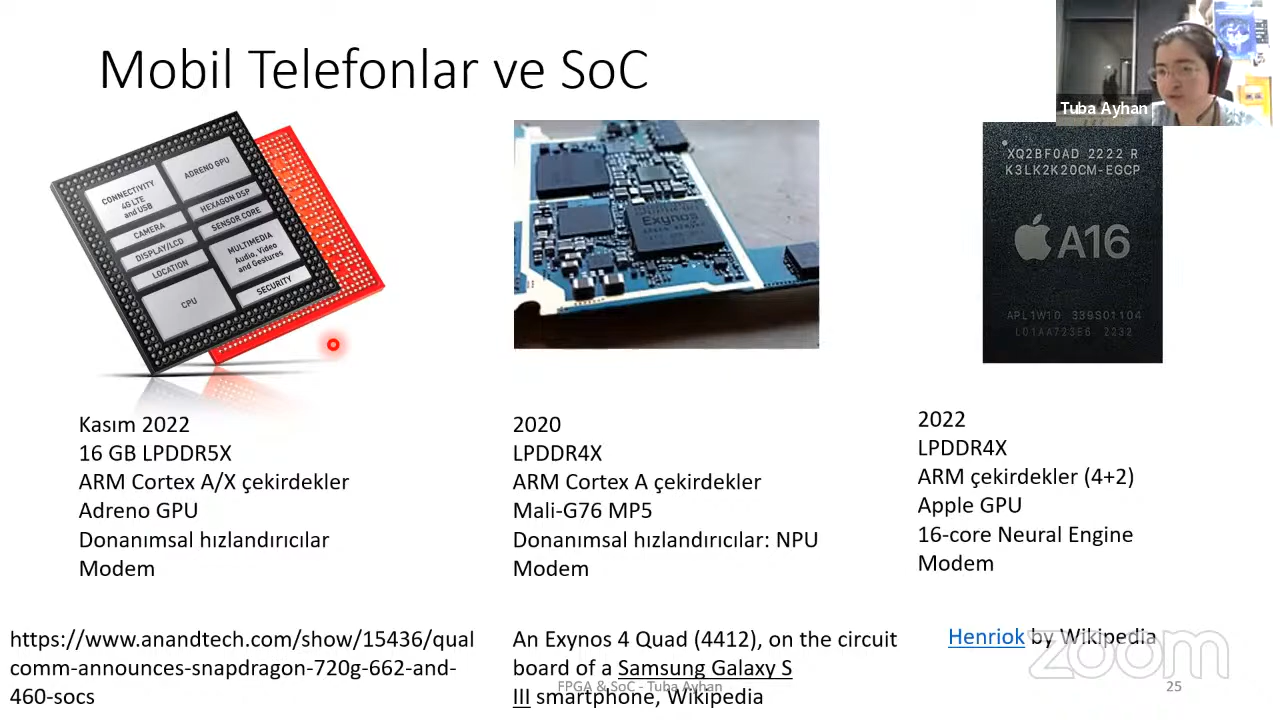 Mobil Telefonlar ve SoC
Tuba Ayhan
CONNECTIVITY
4G LTE
and USB
CAMERA
DISPLAY/LCD
LOCATION
CPU
ADRENO GPU
HEXAGON DSP
SENSOR CORE
MULTIMEDIA
Audio, Video
and Gestures
SECURITY
Exynos
XQ2BF0AD 2222 R
K3LK2K20CM-EGCP
A16
APL1W10 339S01104
Kasım 2022
16 GB LPDDR5X
ARM Cortex A/X çekirdekler
Adreno GPU
Donanımsal hızlandırıcılar
Modem
2020
LPDDR4X
ARM Cortex A çekirdekler
Mali-G76 MP5
Donanımsal hızlandırıcılar: NPU
Modem
2022
LPDDR4X
ARM çekirdekler (4+2)
Apple GPU
16-core Neural Engine
Modem
https://www.anandtech.com/show/15436/qual
comm-announces-snapdragon-720g-662-and-
460-socs
An Exynos 4 Quad (4412), on the circuit
board of a Samsung Galaxy S
III smartphone, Wikipedia
Henriok by Wikipedia
FPGA & SoC - Tuba Ayhan
25
zoom